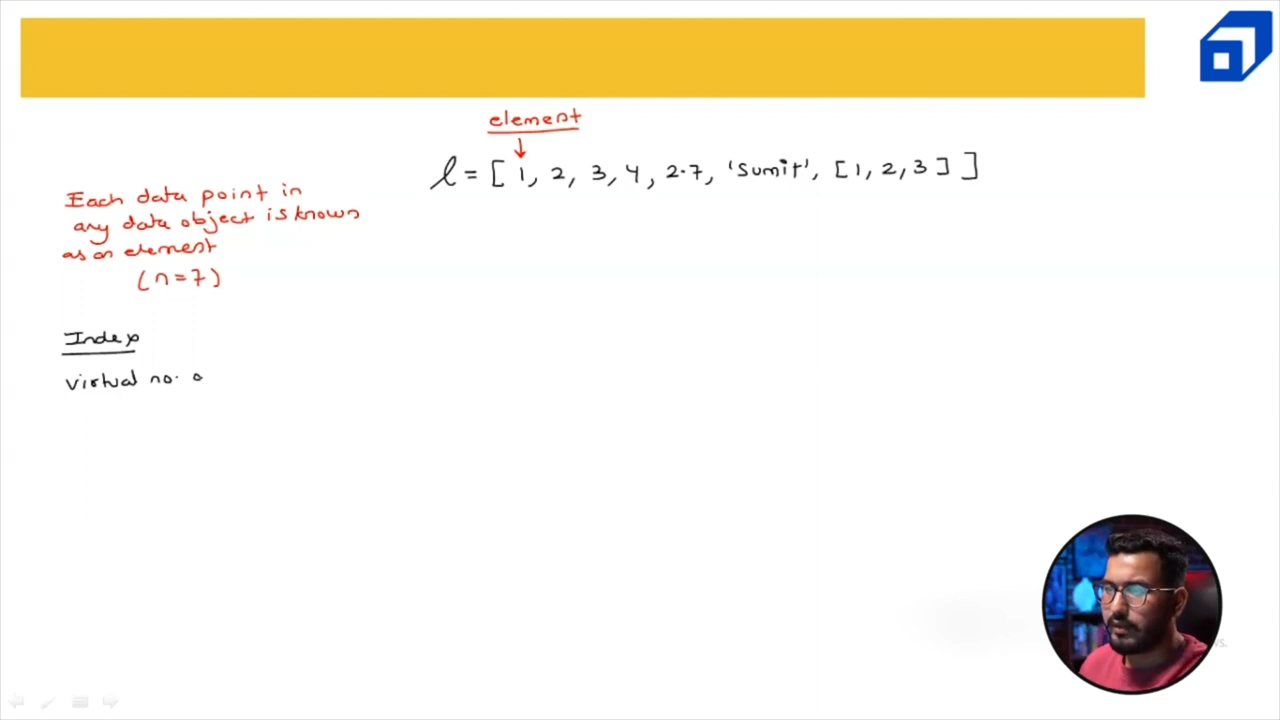 element
l = [ 1, 2, 3, 4, 2.7, 'Sumit', [1, 2, 3] ]
Each data point in
any data object is known
as an element
(n=7)
Index
virtual no. o